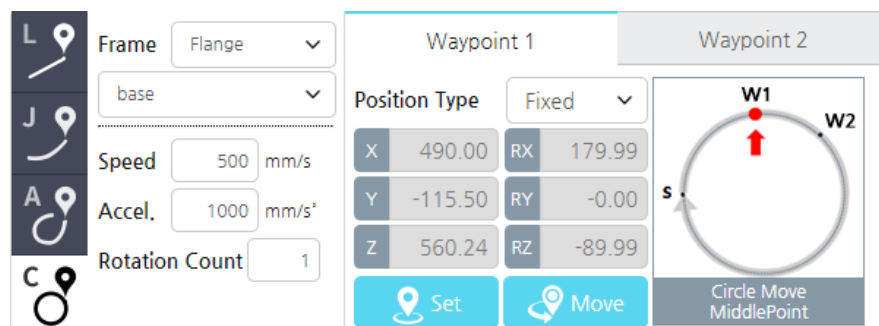 L
J
A
C
Frame Flange
base
Speed 500 mm/s
Accel. 1000 mm/s²
Rotation Count 1
Waypoint 1 Waypoint 2
Position Type Fixed
X 490.00 RX 179.99
Y -115.50 RY -0.00
Z 560.24 RZ -89.99
Set Move
W1
W2
S
Circle Move
MiddlePoint